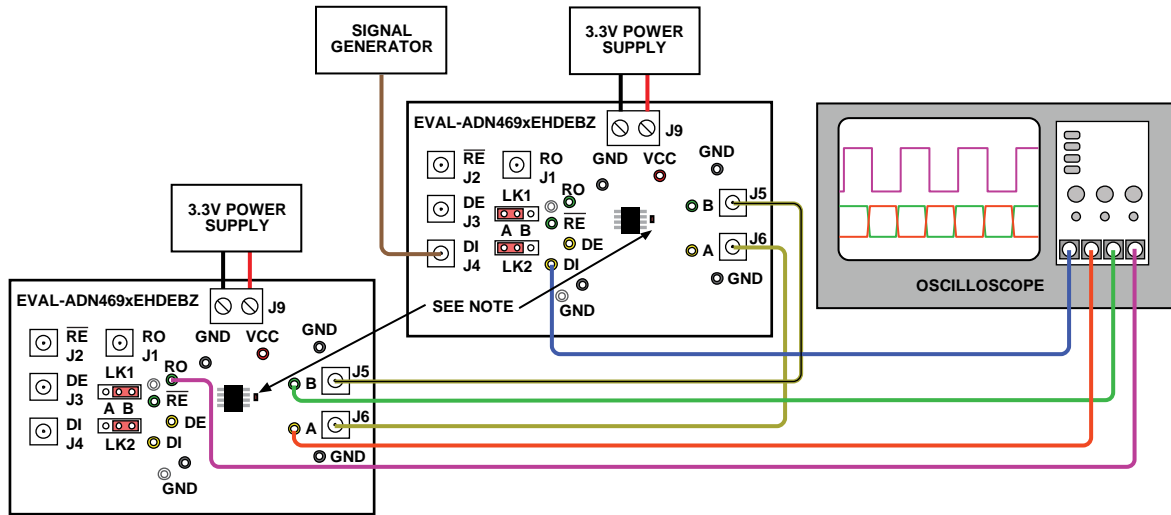 SIGNAL
GENERATOR
3.3V POWER
SUPPLY
EVAL-ADN469xEHDEBZ
J9
GND
VCC
GND
RE
J2
RO
J1
DE
J3
LK1
RO
RE
A B
DE
DI
J4
LK2
DI
GND
B
J5
A
J6
GND
OSCILLOSCOPE
3.3V POWER
SUPPLY
EVAL-ADN469xEHDEBZ
J9
GND
VCC
GND
SEE NOTE
RE
J2
RO
J1
RO
DE
J3
LK1
RE
A B
DE
DI
J4
LK2
DI
GND
B
J5
A
J6
GND